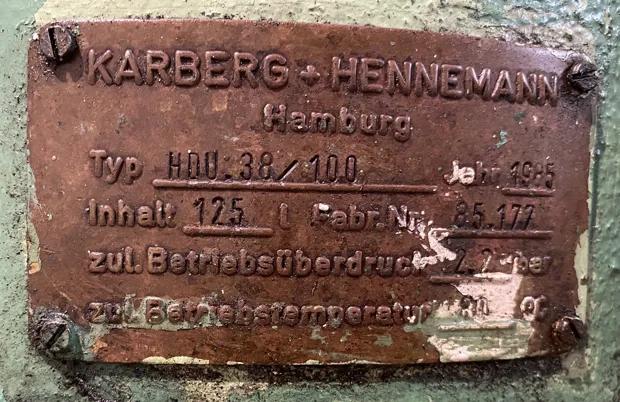 KARBERG + HENNEMANN
Hamburg
Typ HDU.38/100 Jahr 1985
Inhalt 125 l Fabr.Nr. 85.177
zul. Betriebsüberdruck bar
zul. Betriebstemperatur °C